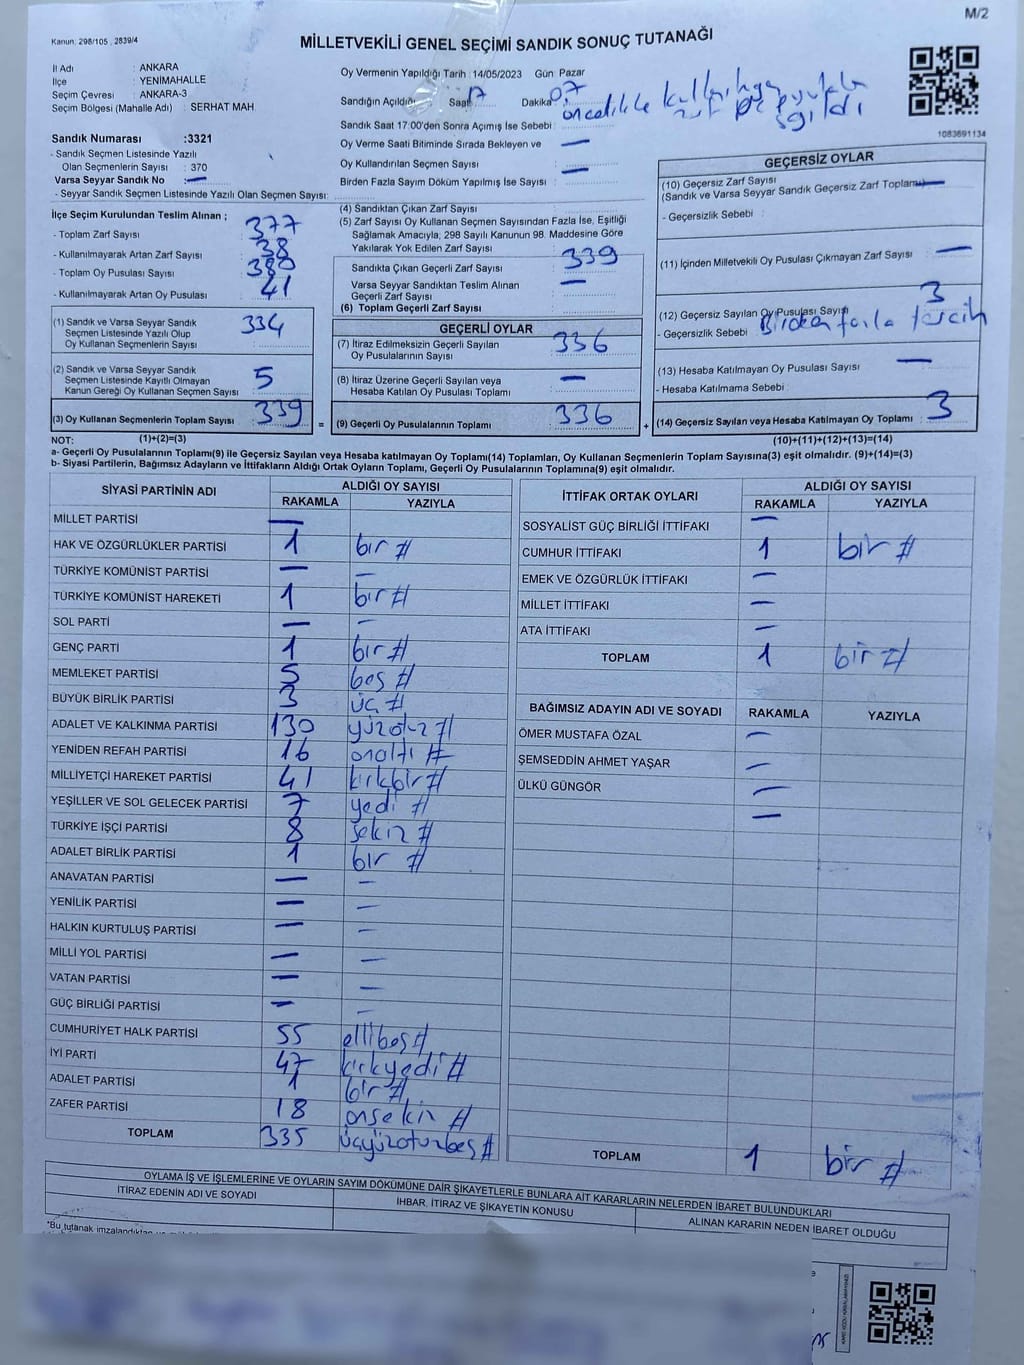 M/2
Kanun: 298/105 , 2839/4
MİLLETVEKİLİ GENEL SEÇİMİ SANDIK SONUÇ TUTANAĞI
İl Adı : ANKARA
İlçe : YENİMAHALLE
Seçim Çevresi : ANKARA-3
Seçim Bölgesi (Mahalle Adı) : SERHAT MAH.
Sandık Numarası :3321
- Sandık Seçmen Listesinde Yazılı
Olan Seçmenlerin Sayısı : 370
Varsa Seyyar Sandık No : —
- Seyyar Sandık Seçmen Listesinde Yazılı Olan Seçmen Sayısı:
Oy Vermenin Yapıldığı Tarih : 14/05/2023 Gün: Pazar
Sandığın Açıldığı Saat 17 Dakika 07
öncelikle kullanılmayan
Sandık Saat 17:00'den Sonra Açımış İse Sebebi :
Oy Verme Saati Bitiminde Sırada Bekleyen ve —
Oy Kullandırılan Seçmen Sayısı
Birden Fazla Sayım Döküm Yapılmış İse Sayısı —
1083691134
İlçe Seçim Kurulundan Teslim Alınan ;
- Toplam Zarf Sayısı : 377
- Kullanılmayarak Artan Zarf Sayısı : 38
- Toplam Oy Pusulası Sayısı : 380
- Kullanılmayarak Artan Oy Pusulası : 41
(4) Sandıktan Çıkan Zarf Sayısı
(5) Zarf Sayısı Oy Kullanan Seçmen Sayısından Fazla İse, Eşitliği
Sağlamak Amacıyla, 298 Sayılı Kanunun 98. Maddesine Göre
Yakılarak Yok Edilen Zarf Sayısı
Sandıkta Çıkan Geçerli Zarf Sayısı : 339
Varsa Seyyar Sandıktan Teslim Alınan —
Geçerli Zarf Sayısı
(6) Toplam Geçerli Zarf Sayısı
GEÇERSİZ OYLAR
(10) Geçersiz Zarf Sayısı
(Sandık ve Varsa Seyyar Sandık Geçersiz Zarf Toplamı) —
- Geçersizlik Sebebi :
(11) İçinden Milletvekili Oy Pusulası Çıkmayan Zarf Sayısı : —
(12) Geçersiz Sayılan Oy Pusulası Sayısı 3
- Geçersizlik Sebebi Birden fazla tercih
(13) Hesaba Katılmayan Oy Pusulası Sayısı : —
- Hesaba Katılmama Sebebi :
(14) Geçersiz Sayılan veya Hesaba Katılmayan Oy Toplamı : 3
(10)+(11)+(12)+(13)=(14)
(1) Sandık ve Varsa Seyyar Sandık
Seçmen Listesinde Yazılı Olup
Oy Kullanan Seçmenlerin Sayısı 334
(2) Sandık ve Varsa Seyyar Sandık
Seçmen Listesinde Kayıtlı Olmayan
Kanun Gereği Oy Kullanan Seçmen Sayısı 5
(3) Oy Kullanan Seçmenlerin Toplam Sayısı : 339
(1)+(2)=(3)
=
GEÇERLİ OYLAR
(7) İtiraz Edilmeksizin Geçerli Sayılan
Oy Pusulalarının Sayısı 336
(8) İtiraz Üzerine Geçerli Sayılan veya —
Hesaba Katılan Oy Pusulası Toplamı
(9) Geçerli Oy Pusulalarının Toplamı 336
+
NOT:
a- Geçerli Oy Pusulalarının Toplamı(9) ile Geçersiz Sayılan veya Hesaba katılmayan Oy Toplamı(14) Toplamları, Oy Kullanan Seçmenlerin Toplam Sayısına(3) eşit olmalıdır. (9)+(14)=(3)
b- Siyasi Partilerin, Bağımsız Adayların ve İttifakların Aldığı Ortak Oyların Toplamı, Geçerli Oy Pusulalarının Toplamına(9) eşit olmalıdır.
SİYASİ PARTİNİN ADI ALDIĞI OY SAYISI
RAKAMLA YAZIYLA
MİLLET PARTİSİ —
HAK VE ÖZGÜRLÜKLER PARTİSİ 1 bir #
TÜRKİYE KOMÜNİST PARTİSİ — —
TÜRKİYE KOMÜNİST HAREKETİ 1 bir #
SOL PARTİ — —
GENÇ PARTİ 1 bir #
MEMLEKET PARTİSİ 5 beş #
BÜYÜK BİRLİK PARTİSİ 3 üç #
ADALET VE KALKINMA PARTİSİ 130 yüzotuz #
YENİDEN REFAH PARTİSİ 16 onaltı #
MİLLİYETÇİ HAREKET PARTİSİ 41 kırkbir #
YEŞİLLER VE SOL GELECEK PARTİSİ 7 yedi #
TÜRKİYE İŞÇİ PARTİSİ 8 sekiz #
ADALET BİRLİK PARTİSİ 1 bir #
ANAVATAN PARTİSİ — —
YENİLİK PARTİSİ — —
HALKIN KURTULUŞ PARTİSİ — —
MİLLİ YOL PARTİSİ — —
VATAN PARTİSİ — —
GÜÇ BİRLİĞİ PARTİSİ — —
CUMHURİYET HALK PARTİSİ 55 ellibeş #
İYİ PARTİ 47 kırkyedi #
ADALET PARTİSİ 1 bir #
ZAFER PARTİSİ 18 onsekiz #
TOPLAM 335 üçyüzotuzbeş #
İTTİFAK ORTAK OYLARI ALDIĞI OY SAYISI
RAKAMLA YAZIYLA
SOSYALİST GÜÇ BİRLİĞİ İTTİFAKI —
CUMHUR İTTİFAKI 1 bir #
EMEK VE ÖZGÜRLÜK İTTİFAKI —
MİLLET İTTİFAKI —
ATA İTTİFAKI —
TOPLAM 1 bir #
BAĞIMSIZ ADAYIN ADI VE SOYADI RAKAMLA YAZIYLA
ÖMER MUSTAFA ÖZAL —
ŞEMSEDDİN AHMET YAŞAR —
ÜLKÜ GÜNGÖR —
—
TOPLAM 1 bir #
OYLAMA İŞ VE İŞLEMLERİNE VE OYLARIN SAYIM DÖKÜMÜNE DAİR ŞİKAYETLERLE BUNLARA AİT KARARLARIN NELERDEN İBARET BULUNDUKLARI
İTİRAZ EDENİN ADI VE SOYADI İHBAR, İTİRAZ VE ŞİKAYETİN KONUSU ALINAN KARARIN NEDEN İBARET OLDUĞU
*Bu tutanak imzalandıktan